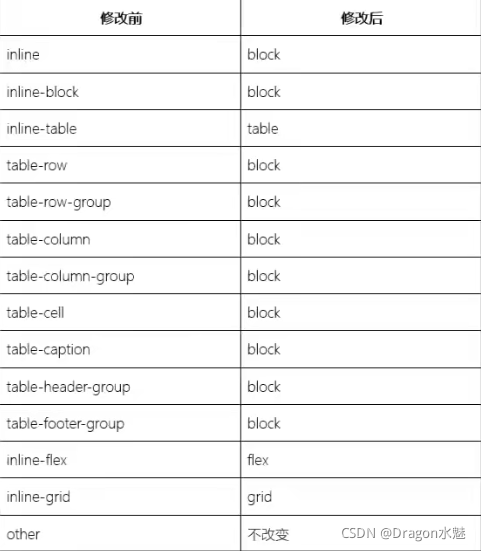 修改前 修改后
inline block
inline-block block
inline-table table
table-row block
table-row-group block
table-column block
table-column-group block
table-cell block
table-caption block
table-header-group block
table-footer-group block
inline-flex flex
inline-grid grid
other 不改变 CSDN @Dragon水魅